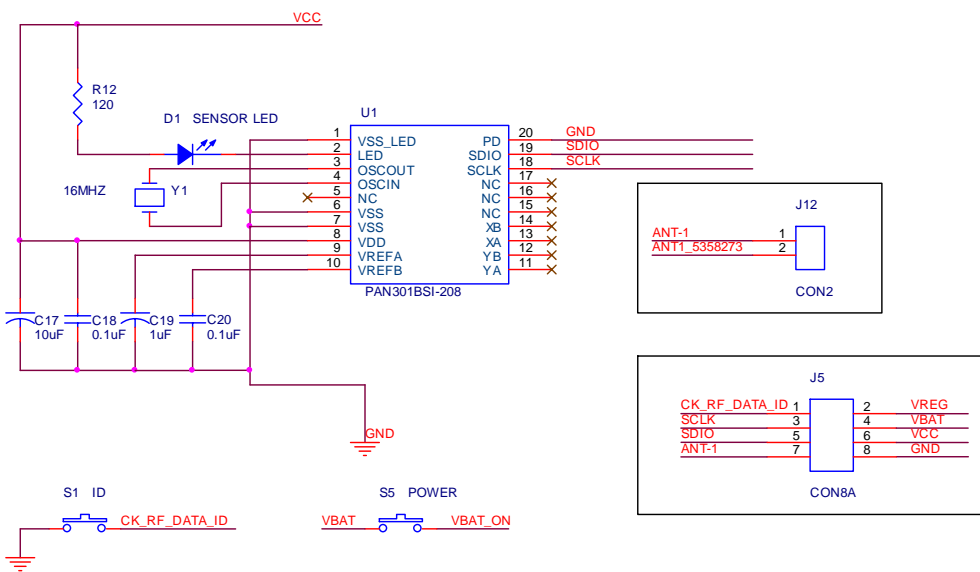 VCC
R12
120
D1 SENSOR LED
U1
1 VSS_LED PD 20 GND
2 LED SDIO 19 SDIO
3 OSCOUT SCLK 18 SCLK
4 OSCIN NC 17
5 NC NC 16
6 VSS NC 15
7 VSS XB 14
8 VDD XA 13
9 VREFA YB 12
10 VREFB YA 11
PAN301BSI-208
16MHZ Y1
C17
10uF
C18
0.1uF
C19
1uF
C20
0.1uF
GND
J12
ANT-1 1
ANT1_5358273 2
CON2
J5
CK_RF_DATA_ID 1 2 VREG
SCLK 3 4 VBAT
SDIO 5 6 VCC
ANT-1 7 8 GND
CON8A
S1 ID
CK_RF_DATA_ID
S5 POWER
VBAT VBAT_ON